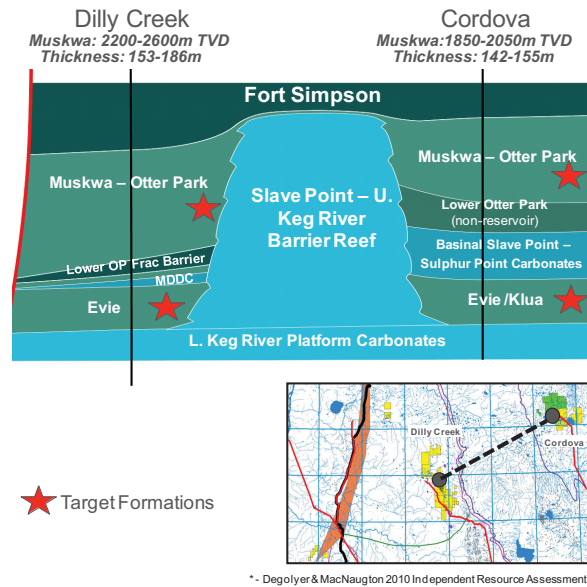 Dilly Creek
Muskwa: 2200-2600m TVD
Thickness: 153-186m
Cordova
Muskwa:1850-2050m TVD
Thickness: 142-155m
Fort Simpson
Muskwa – Otter Park
Lower OP Frac Barrier
MDDC
Evie
Slave Point – U.
Keg River
Barrier Reef
Muskwa – Otter Park
Lower Otter Park
(non-reservoir)
Basinal Slave Point –
Sulphur Point Carbonates
Evie /Klua
L. Keg River Platform Carbonates
Dilly Creek
Cordova
Target Formations
* - Degolyer & MacNaugton 2010 Independent Resource Assessment